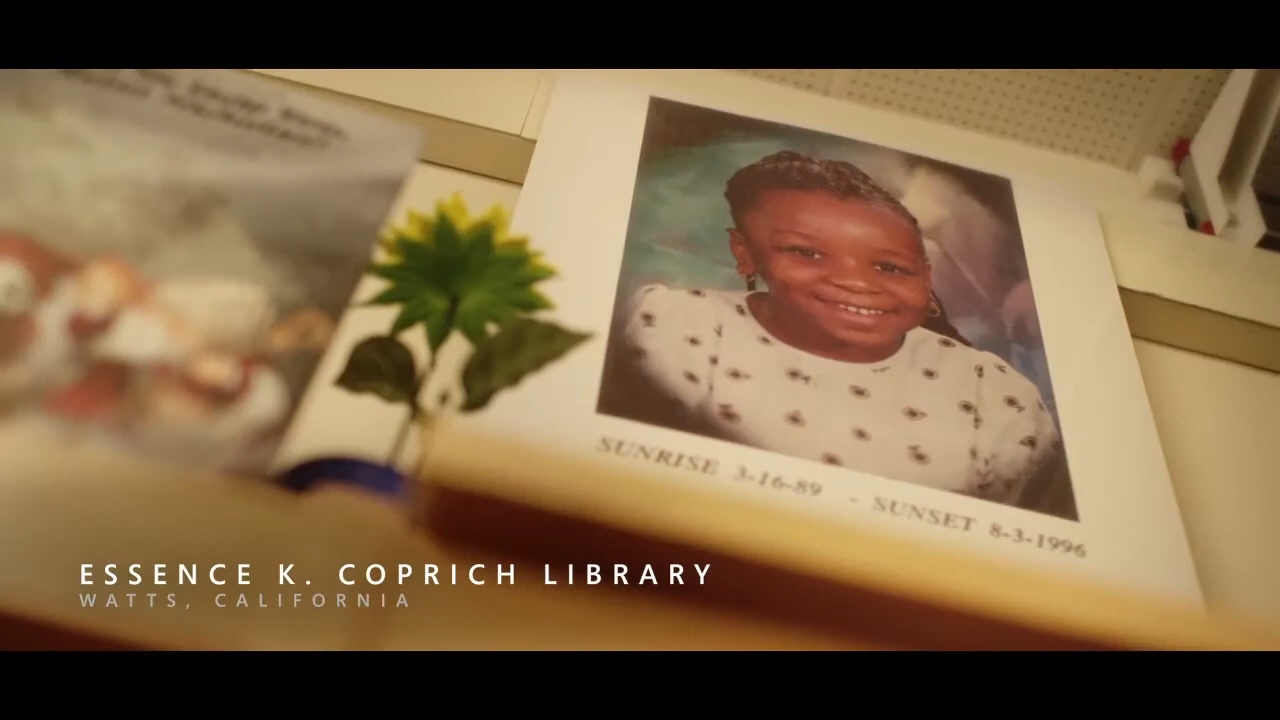 SUNRISE 3-16-89 - SUNSET 8-3-1996
ESSENCE K. COPRICH LIBRARY
WATTS, CALIFORNIA